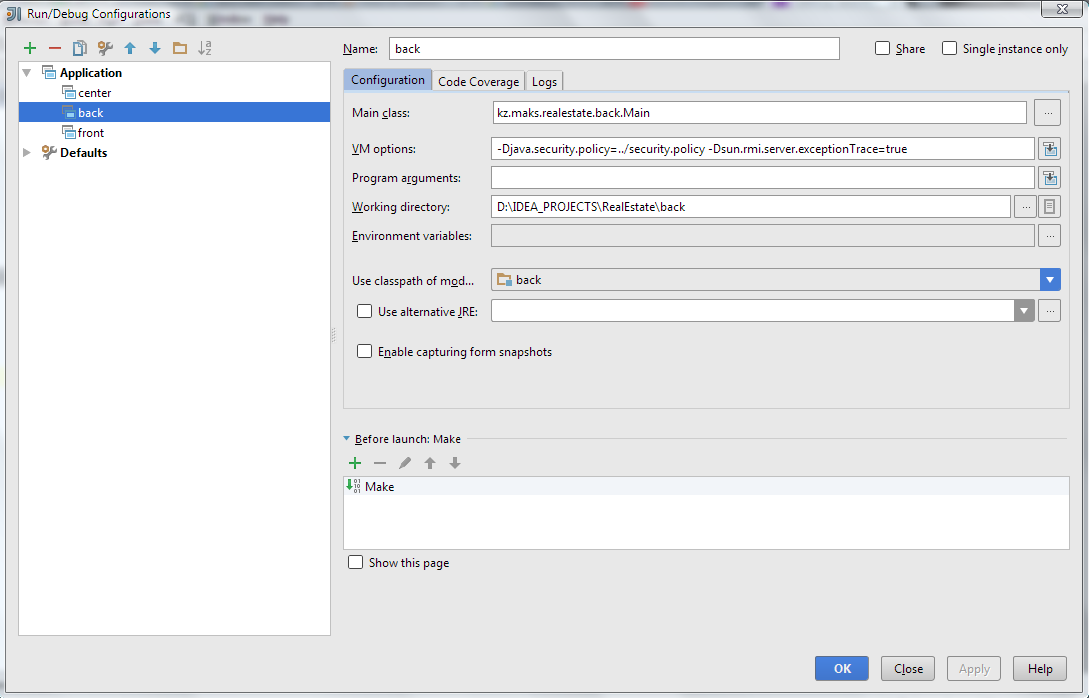 Run/Debug Configurations
Name: back Share Single instance only
Application
center
back
front
Defaults
Configuration Code Coverage Logs
Main class: kz.maks.realestate.back.Main ...
VM options: -Djava.security.policy=../security.policy -Dsun.rmi.server.exceptionTrace=true
Program arguments:
Working directory: D:\IDEA_PROJECTS\RealEstate\back ...
Environment variables: ...
Use classpath of mod... back
Use alternative JRE: ...
Enable capturing form snapshots
Before launch: Make
Make
Show this page
OK Close Apply Help